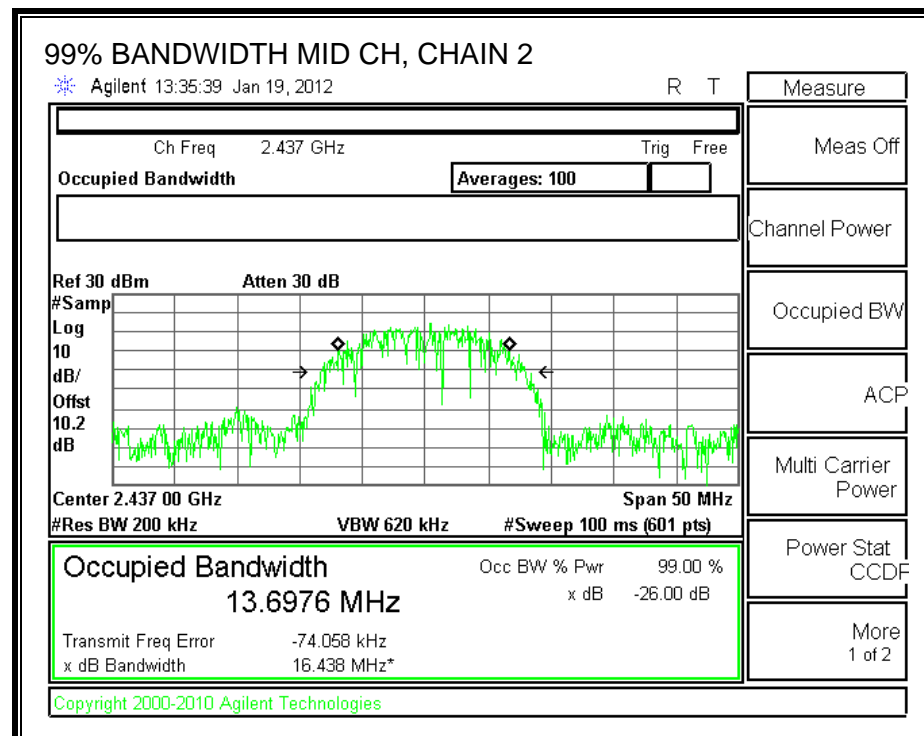 99% BANDWIDTH MID CH, CHAIN 2
Agilent 13:35:39 Jan 19, 2012 R T
Measure
Ch Freq 2.437 GHz Trig Free
Occupied Bandwidth Averages: 100
Ref 30 dBm Atten 30 dB
#Samp
Log
10
dB/
Offst
10.2
dB
Center 2.437 00 GHz Span 50 MHz
#Res BW 200 kHz VBW 620 kHz #Sweep 100 ms (601 pts)
Occupied Bandwidth Occ BW % Pwr 99.00 %
13.6976 MHz x dB -26.00 dB
Transmit Freq Error -74.058 kHz
x dB Bandwidth 16.438 MHz*
Copyright 2000-2010 Agilent Technologies
Meas Off
Channel Power
Occupied BW
ACP
Multi Carrier
Power
Power Stat
CCDF
More
1 of 2